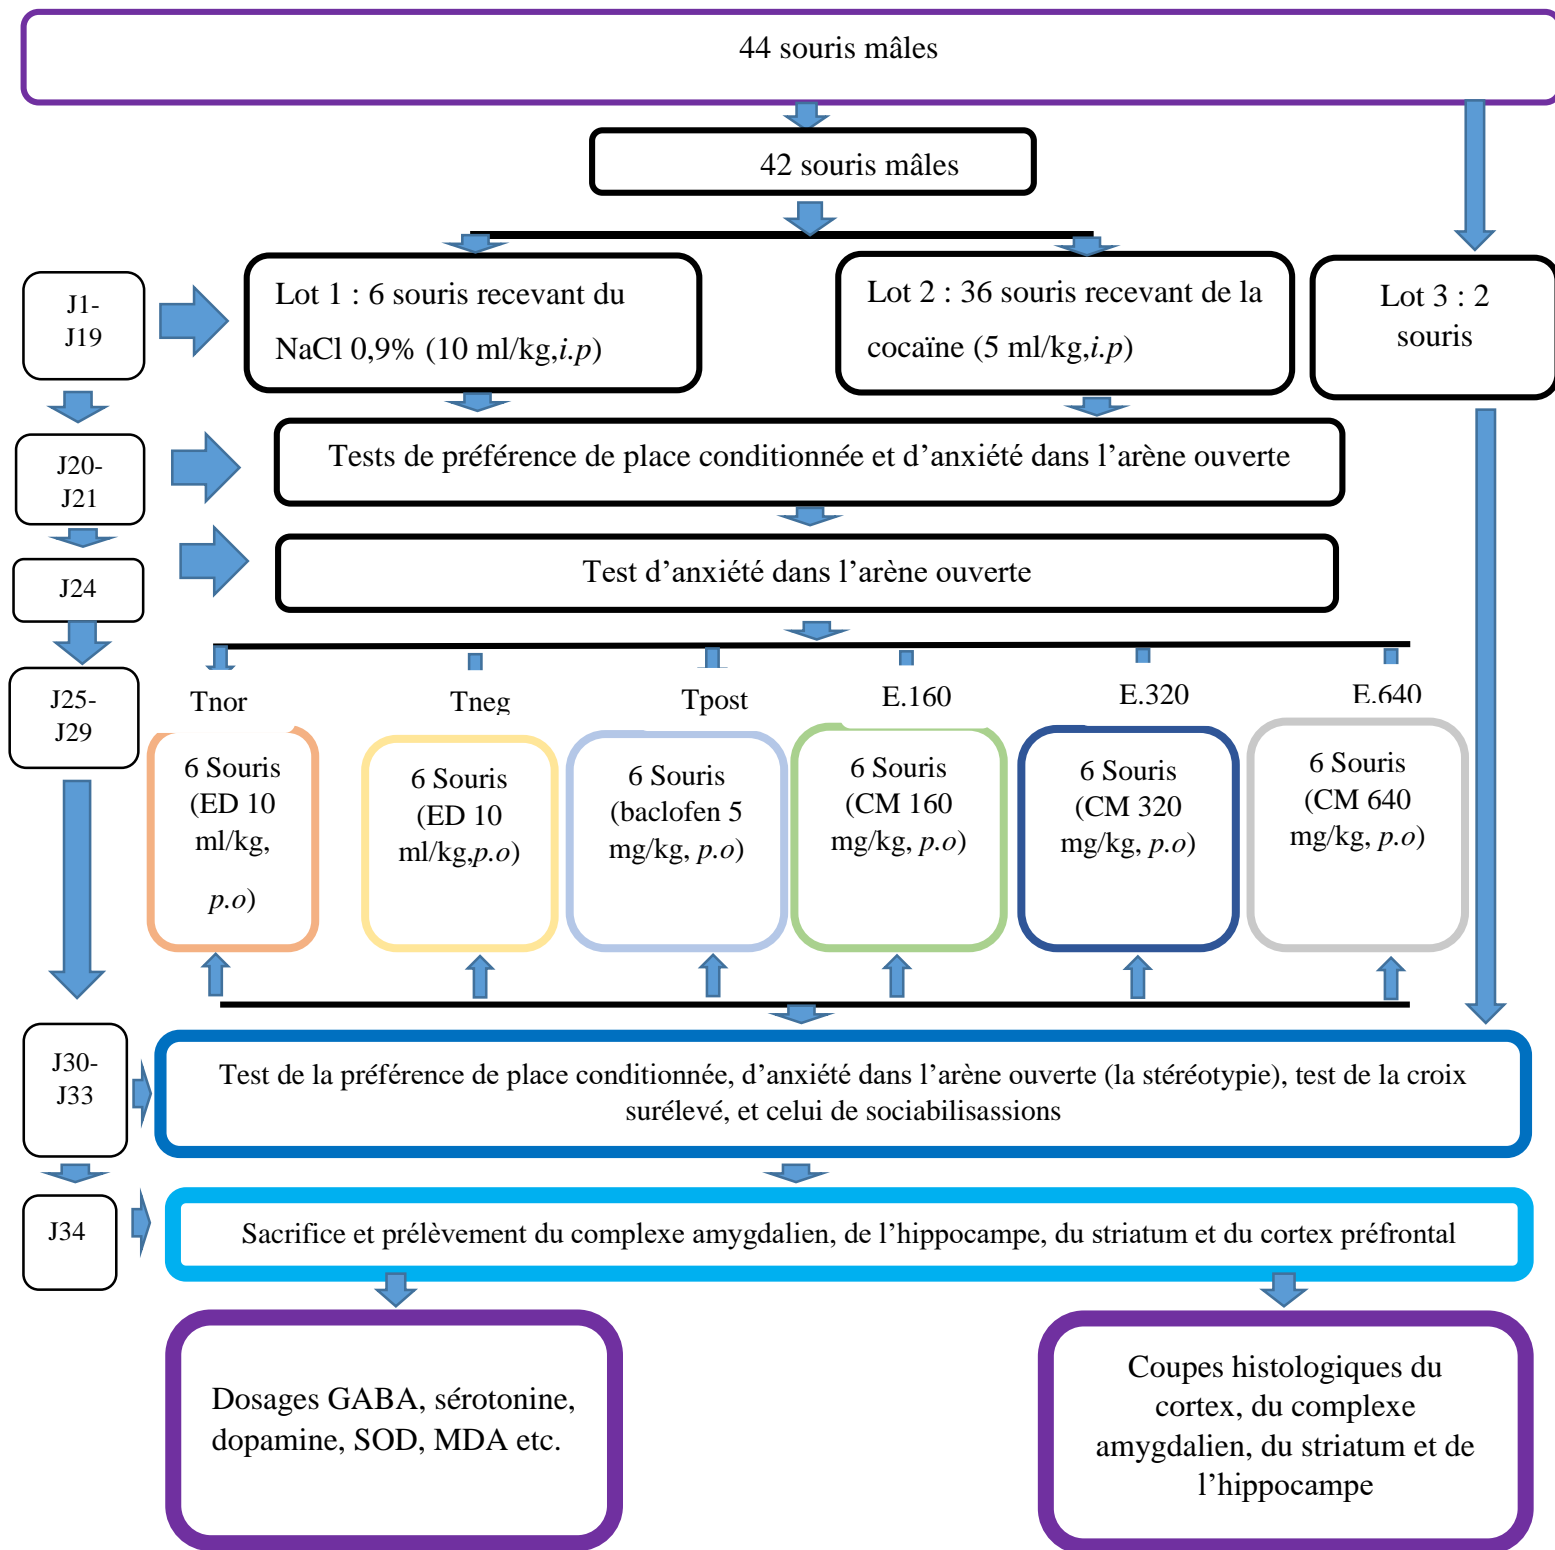 44 souris mâles
42 souris mâles
J1-
J19
Lot 1 : 6 souris recevant du
NaCl 0,9% (10 ml/kg,i.p)
Lot 2 : 36 souris recevant de la
cocaïne (5 ml/kg,i.p)
Lot 3 : 2
souris
J20-
J21
Tests de préférence de place conditionnée et d’anxiété dans l’arène ouverte
J24
Test d’anxiété dans l’arène ouverte
J25-
J29
Tnor
Tneg
Tpost
E.160
E.320
E.640
6 Souris
(ED 10
ml/kg,
p.o)
6 Souris
(ED 10
ml/kg,p.o)
6 Souris
(baclofen 5
mg/kg, p.o)
6 Souris
(CM 160
mg/kg, p.o)
6 Souris
(CM 320
mg/kg, p.o)
6 Souris
(CM 640
mg/kg, p.o)
J30-
J33
Test de la préférence de place conditionnée, d’anxiété dans l’arène ouverte (la stéréotypie), test de la croix
surélevé, et celui de sociabilisassions
J34
Sacrifice et prélèvement du complexe amygdalien, de l’hippocampe, du striatum et du cortex préfrontal
Dosages GABA, sérotonine,
dopamine, SOD, MDA etc.
Coupes histologiques du
cortex, du complexe
amygdalien, du striatum et de
l’hippocampe